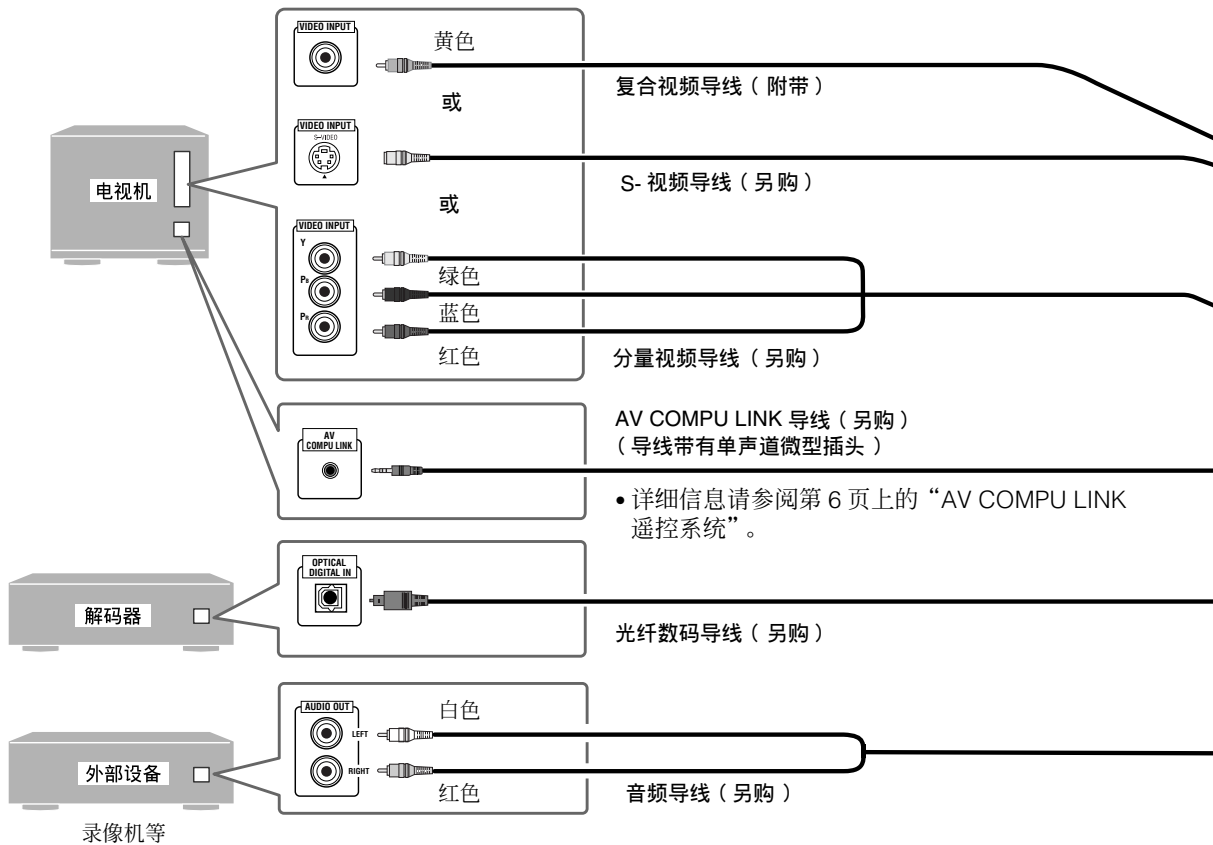 VIDEO INPUT
黄色
复合视频导线（附带）
或
VIDEO INPUT
S-VIDEO
S- 视频导线（另购）
电视机
或
VIDEO INPUT
Y
绿色
PB
蓝色
PR
红色
分量视频导线（另购）
AV COMPU LINK 导线（另购）
（导线带有单声道微型插头）
AV
COMPU LINK
• 详细信息请参阅第 6 页上的“AV COMPU LINK
遥控系统”。
OPTICAL
DIGITAL IN
解码器
光纤数码导线（另购）
AUDIO OUT
白色
LEFT
外部设备
RIGHT
红色
音频导线（另购）
录像机等